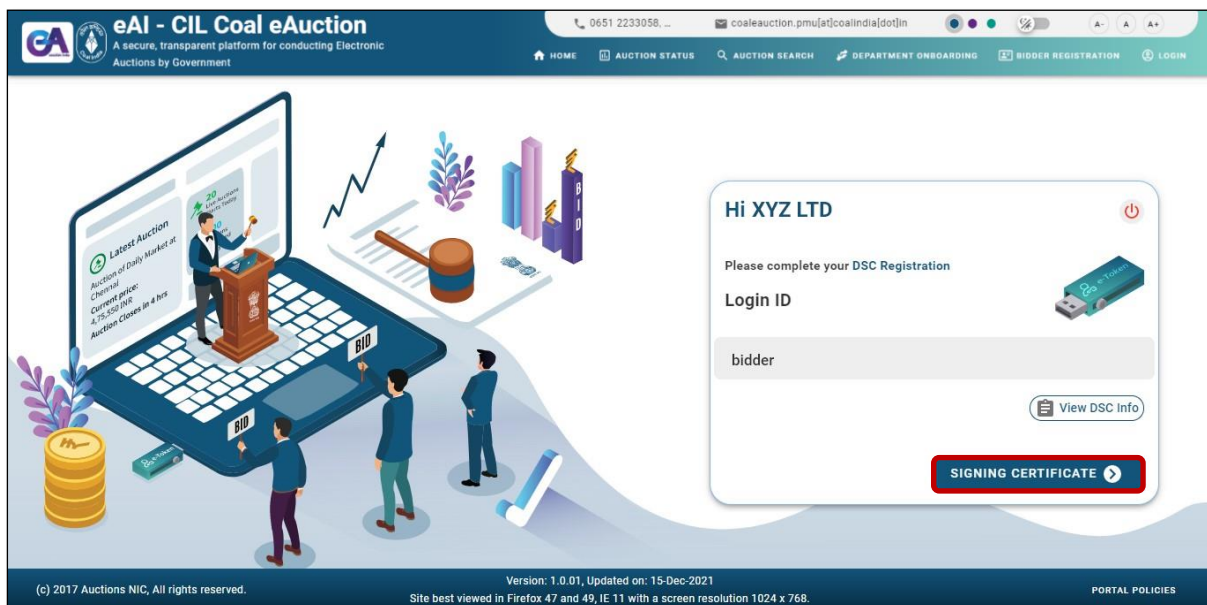 eAI - CIL Coal eAuction
A secure, transparent platform for conducting Electronic
Auctions by Government
0651 2233058, ...
coaleauction.pmu[at]coalindia[dot]in
A- A A+
HOME AUCTION STATUS AUCTION SEARCH DEPARTMENT ONBOARDING BIDDER REGISTRATION LOGIN
20
Live Auctions
Latest Auction
Auction of Daily Market at
Chennai
Current price:
4,75,550 INR
Auction Closes in 4 hrs
BID
BID
BID
e-Token
Hi XYZ LTD
Please complete your DSC Registration
e-Token
Login ID
bidder
View DSC Info
SIGNING CERTIFICATE
(c) 2017 Auctions NIC, All rights reserved.
Version: 1.0.01, Updated on: 15-Dec-2021
Site best viewed in Firefox 47 and 49, IE 11 with a screen resolution 1024 x 768.
PORTAL POLICIES